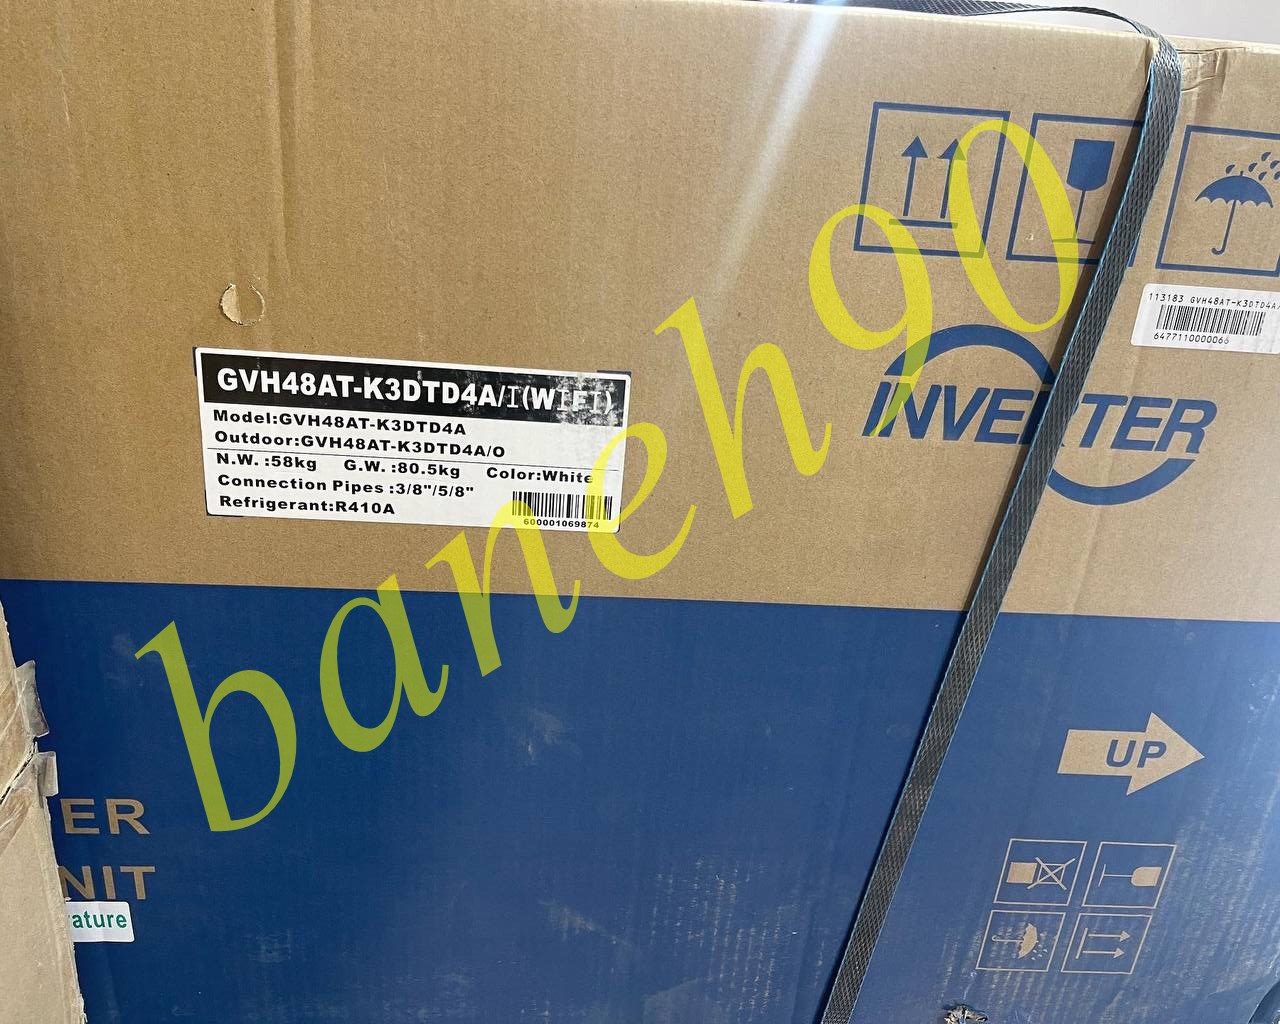 113183 GVH48AT-K3DTD4A/
6477110000066
INVERTER
GVH48AT-K3DTD4A/I(WIFI)
Model:GVH48AT-K3DTD4A
Outdoor:GVH48AT-K3DTD4A/O
N.W. :58kg G.W. :80.5kg Color:White
Connection Pipes :3/8"/5/8"
Refrigerant:R410A
600001069874
baneh90
UP
ER
NIT
ature